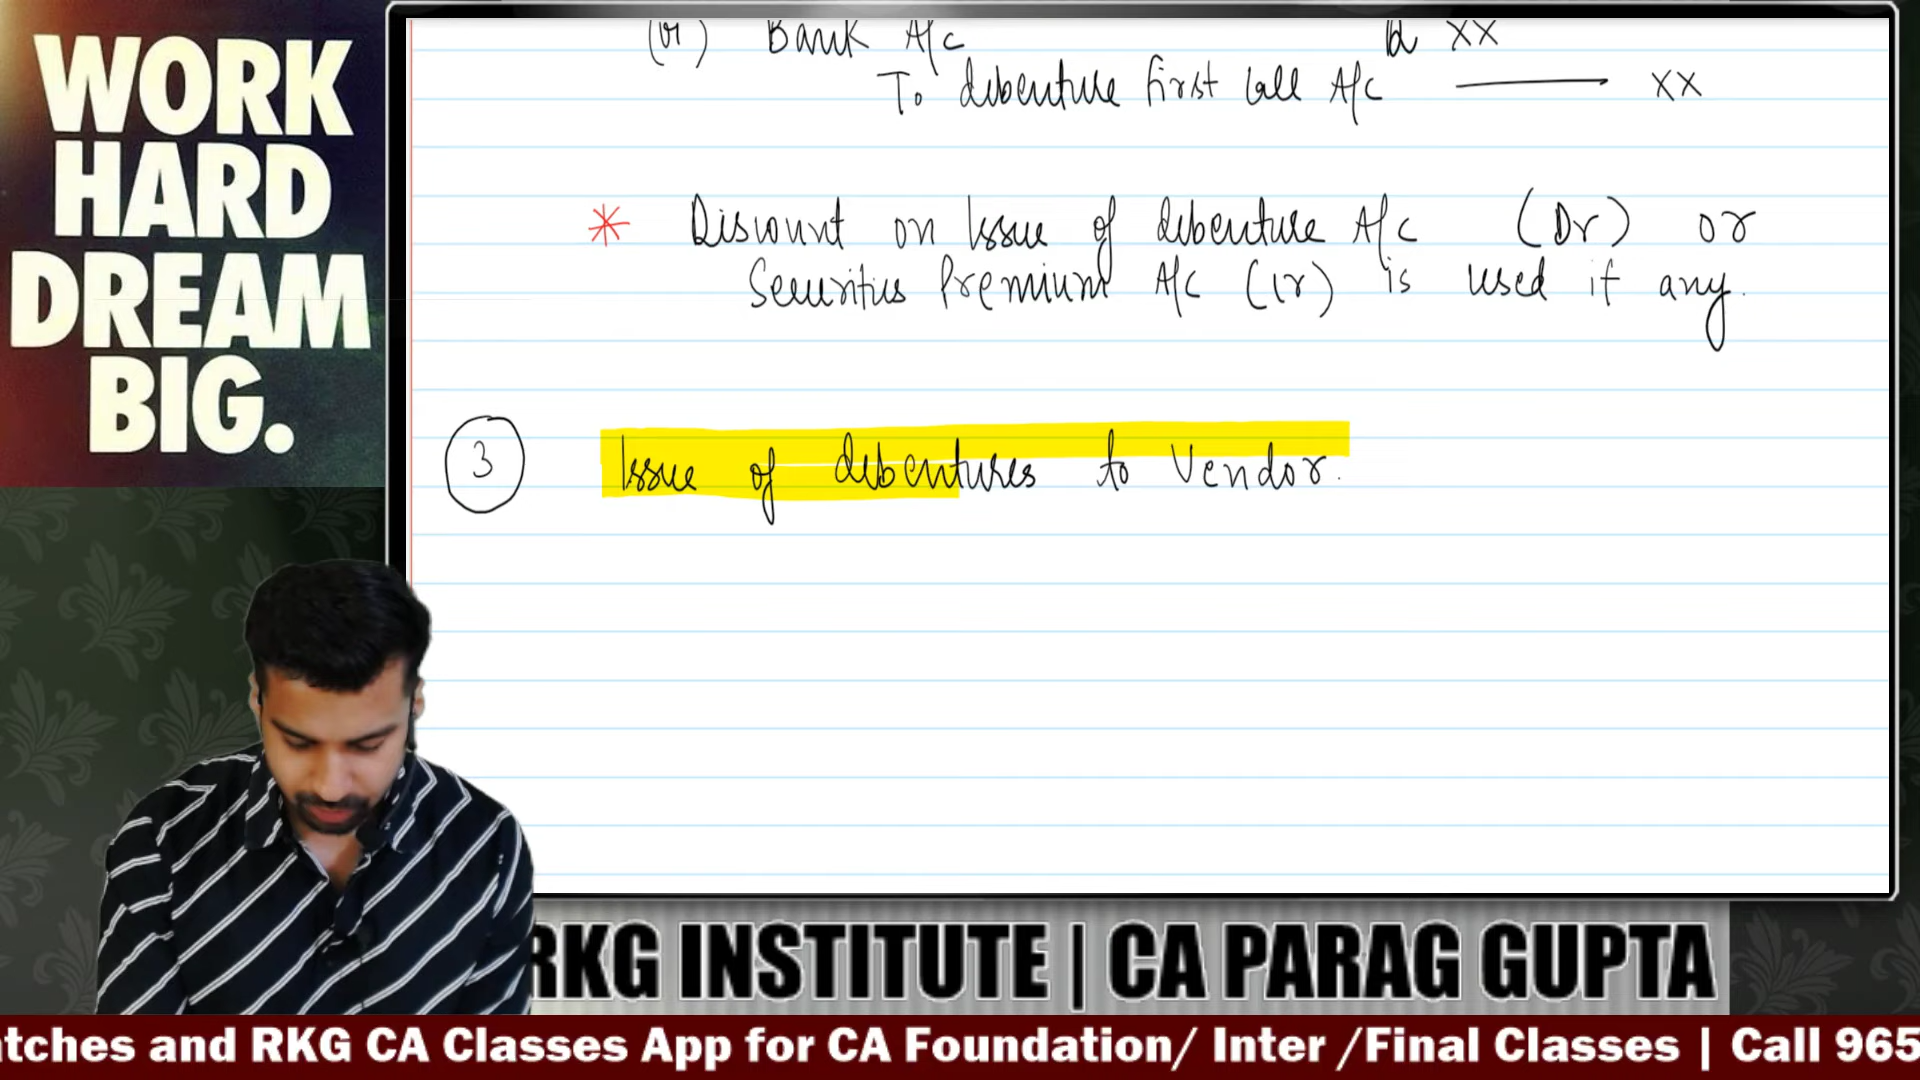 WORK
HARD
DREAM
BIG.
(vi) Bank A/c Dr XX
To debenture first Call A/c XX
* Discount on Issue of debenture A/c (Dr) or
Securities Premium A/c (Cr) is used if any.
3 Issue of debentures to Vendor.
RKG INSTITUTE | CA PARAG GUPTA
atches and RKG CA Classes App for CA Foundation/ Inter /Final Classes | Call 965